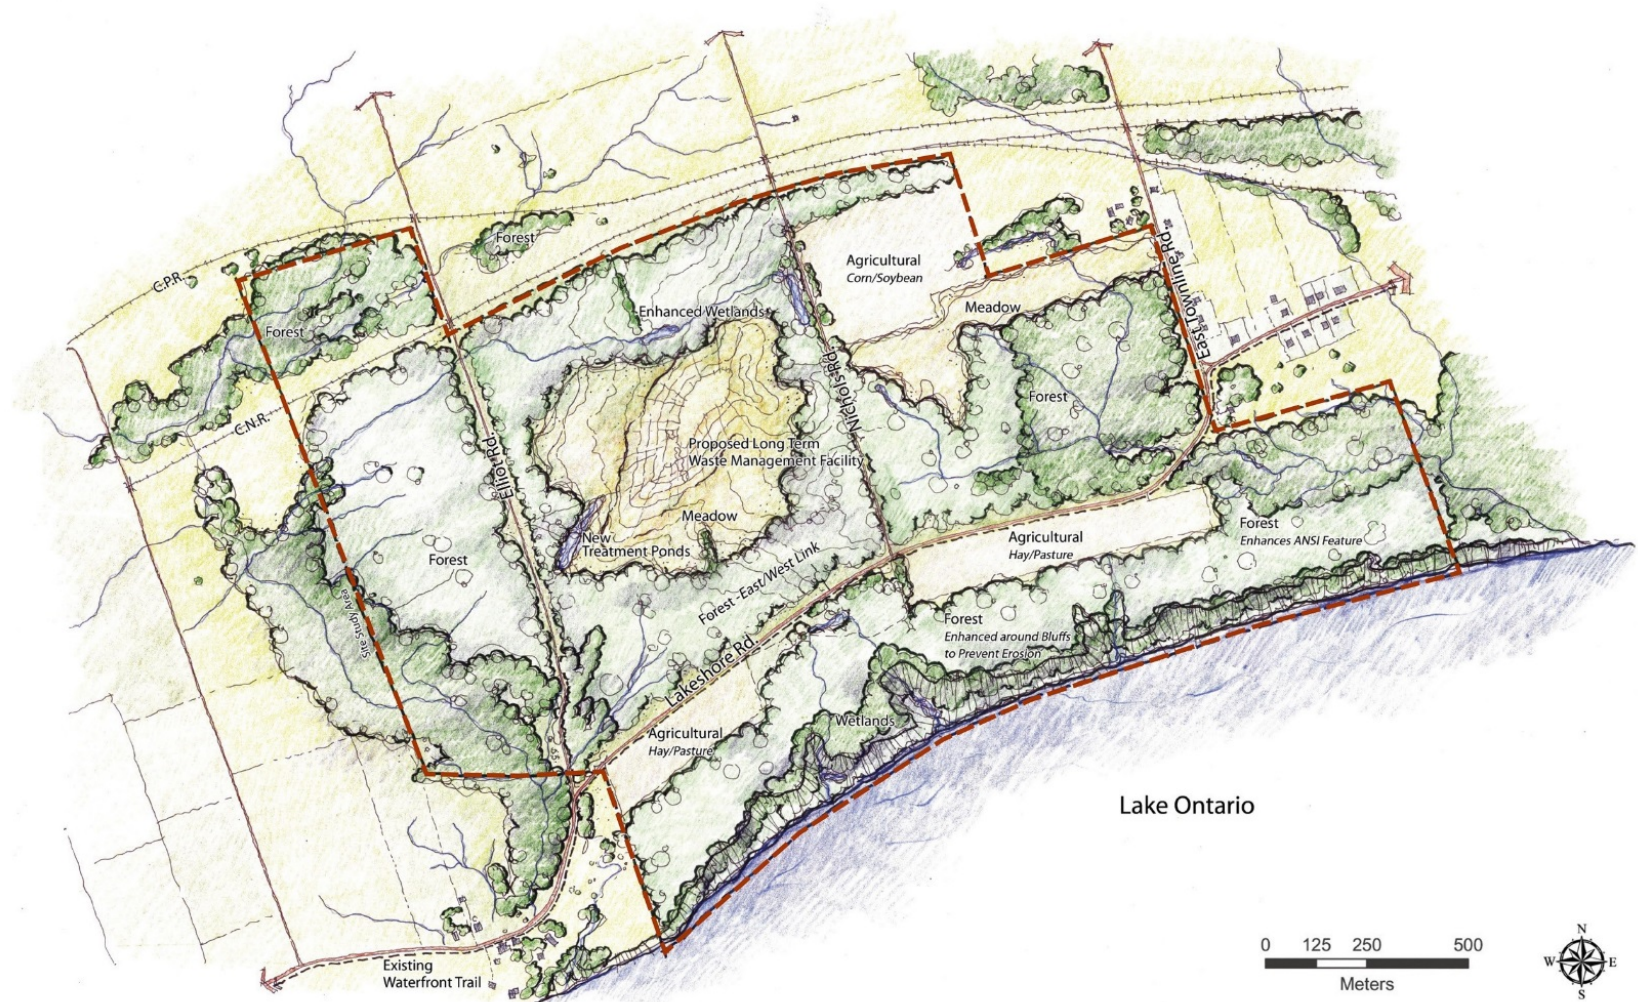 C.P.R.
Forest
Forest
C.N.R.
Enhanced Wetlands
Agricultural
Corn/Soybean
Meadow
East Townline Rd
Nichols Rd
Elliot Rd
Forest
Proposed Long Term
Waste Management Facility
Meadow
New
Treatment Ponds
Forest
Site Study Area
Forest -East/West Link
Agricultural
Hay/Pasture
Forest
Enhances ANSI Feature
Forest
Enhanced around Bluffs
to Prevent Erosion
Lakeshore Rd
Wetlands
Agricultural
Hay/Pasture
Lake Ontario
Existing
Waterfront Trail
0 125 250 500
Meters
N
W E
S